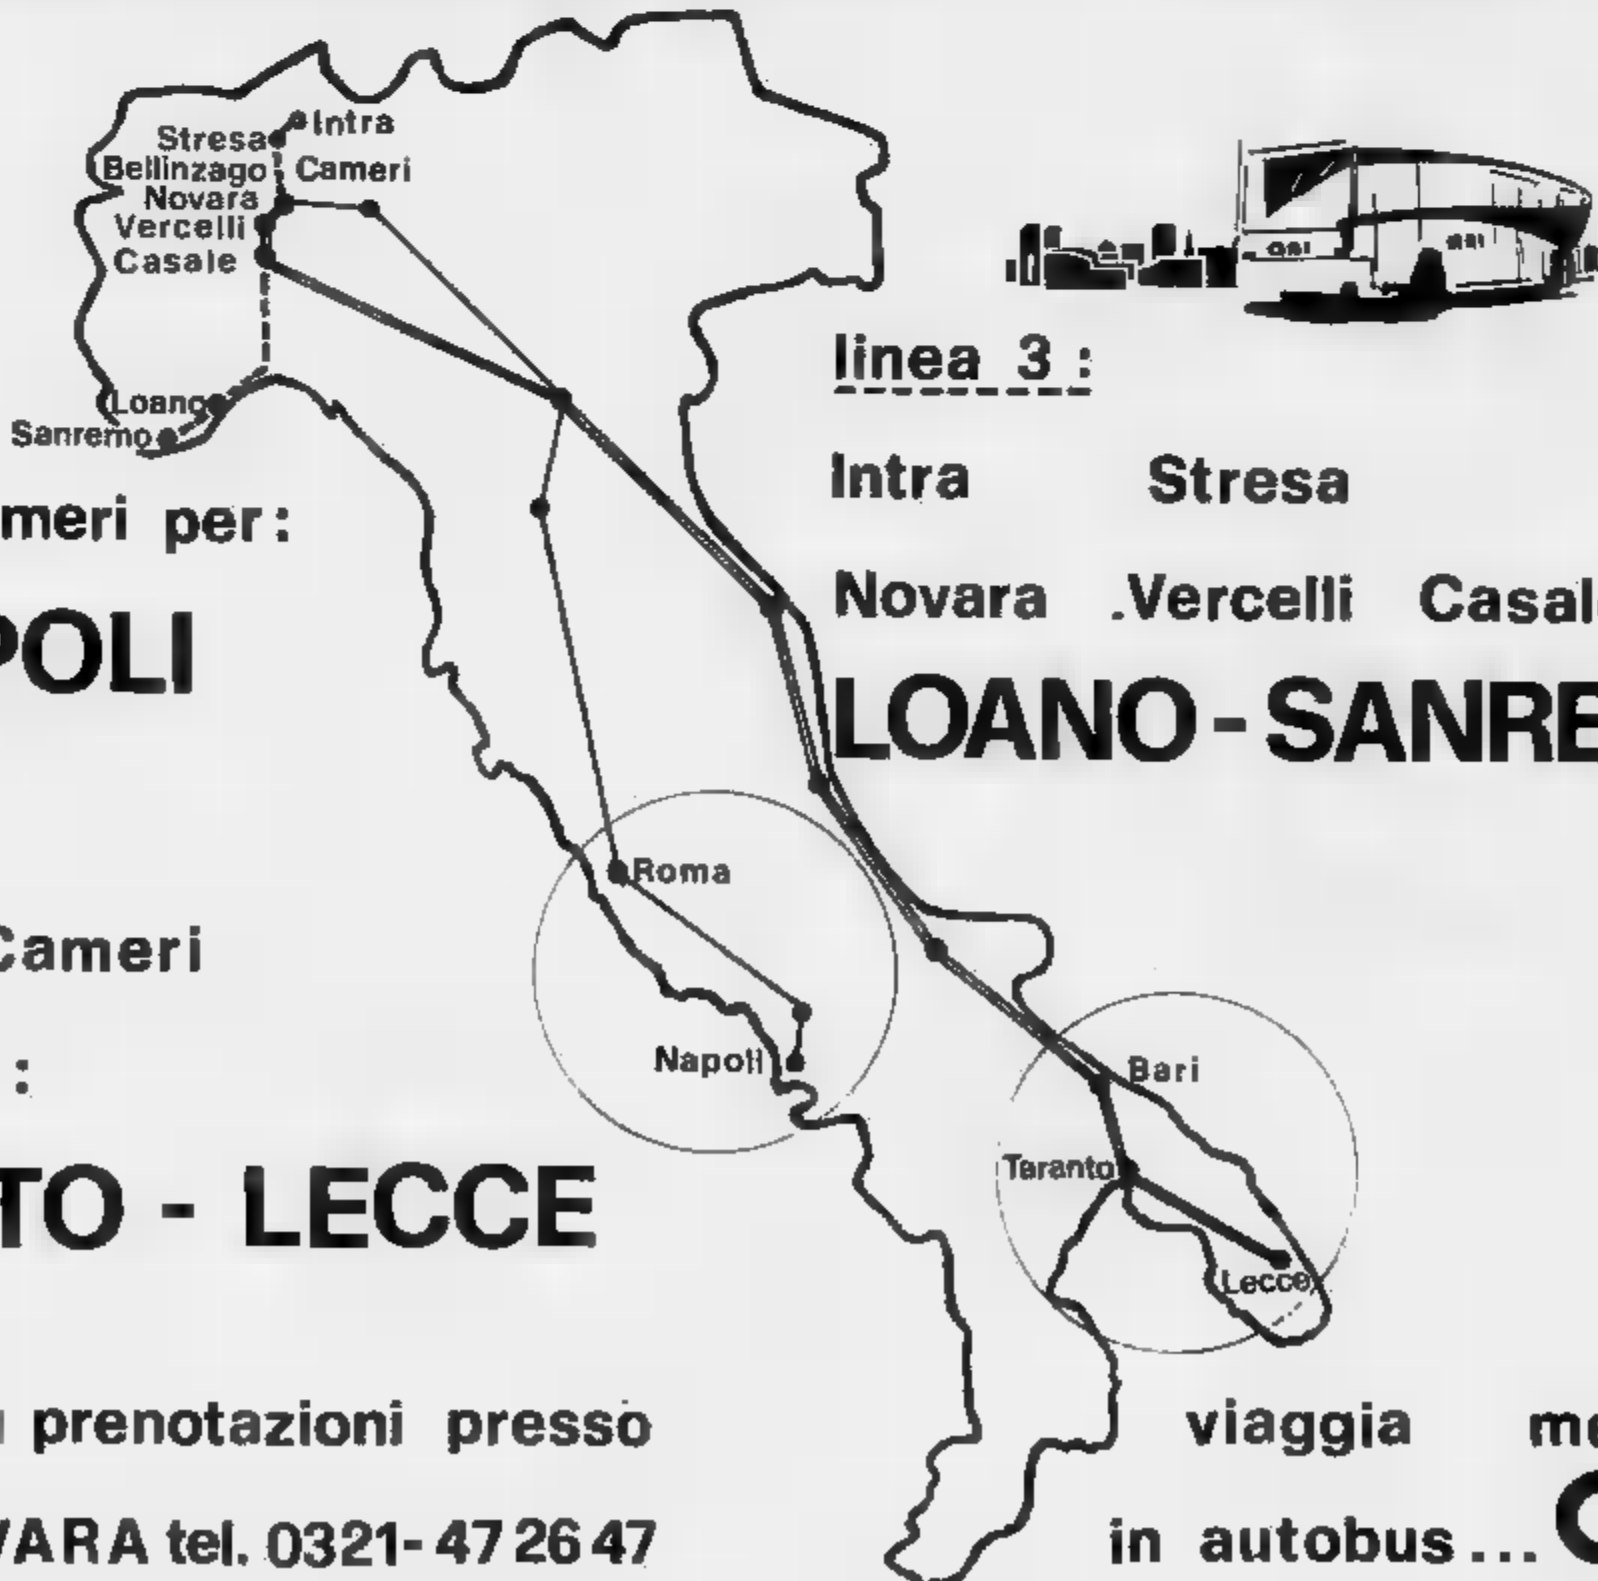 Intra
Stresa
Bellinzago Cameri
Novara
Vercelli
Casale
Loano
Sanremo
linea 3 :
Intra Stresa
Novara .Vercelli Casale
LOANO - SANRE
meri per:
POLI
Roma
Napoli
Cameri
:
TO - LECCE
Bari
Taranto
Lecce
prenotazioni presso
VARA tel. 0321- 47 26 47
viaggia me
in autobus ...